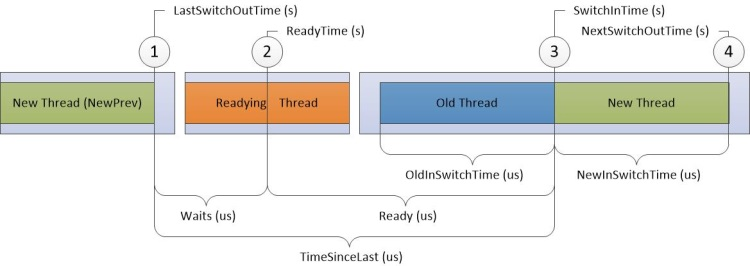 LastSwitchOutTime (s)
SwitchInTime (s)
ReadyTime (s)
NextSwitchOutTime (s)
1
2
3
4
New Thread (NewPrev)
Readying Thread
Old Thread
New Thread
OldInSwitchTime (us)
NewInSwitchTime (us)
Waits (us)
Ready (us)
TimeSinceLast (us)